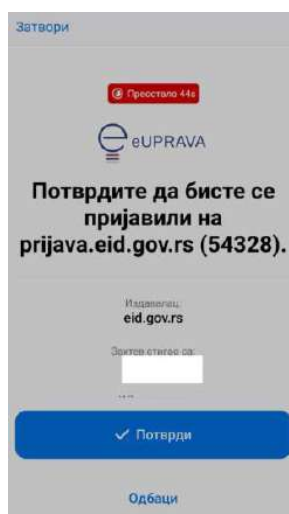 Затвори
Преостало 44s
eUPRAVA
Потврдите да бисте се
пријавили на
prijava.eid.gov.rs (54328).
Издавалац:
eid.gov.rs
Захтев стигао са:
Потврди
Одбаци